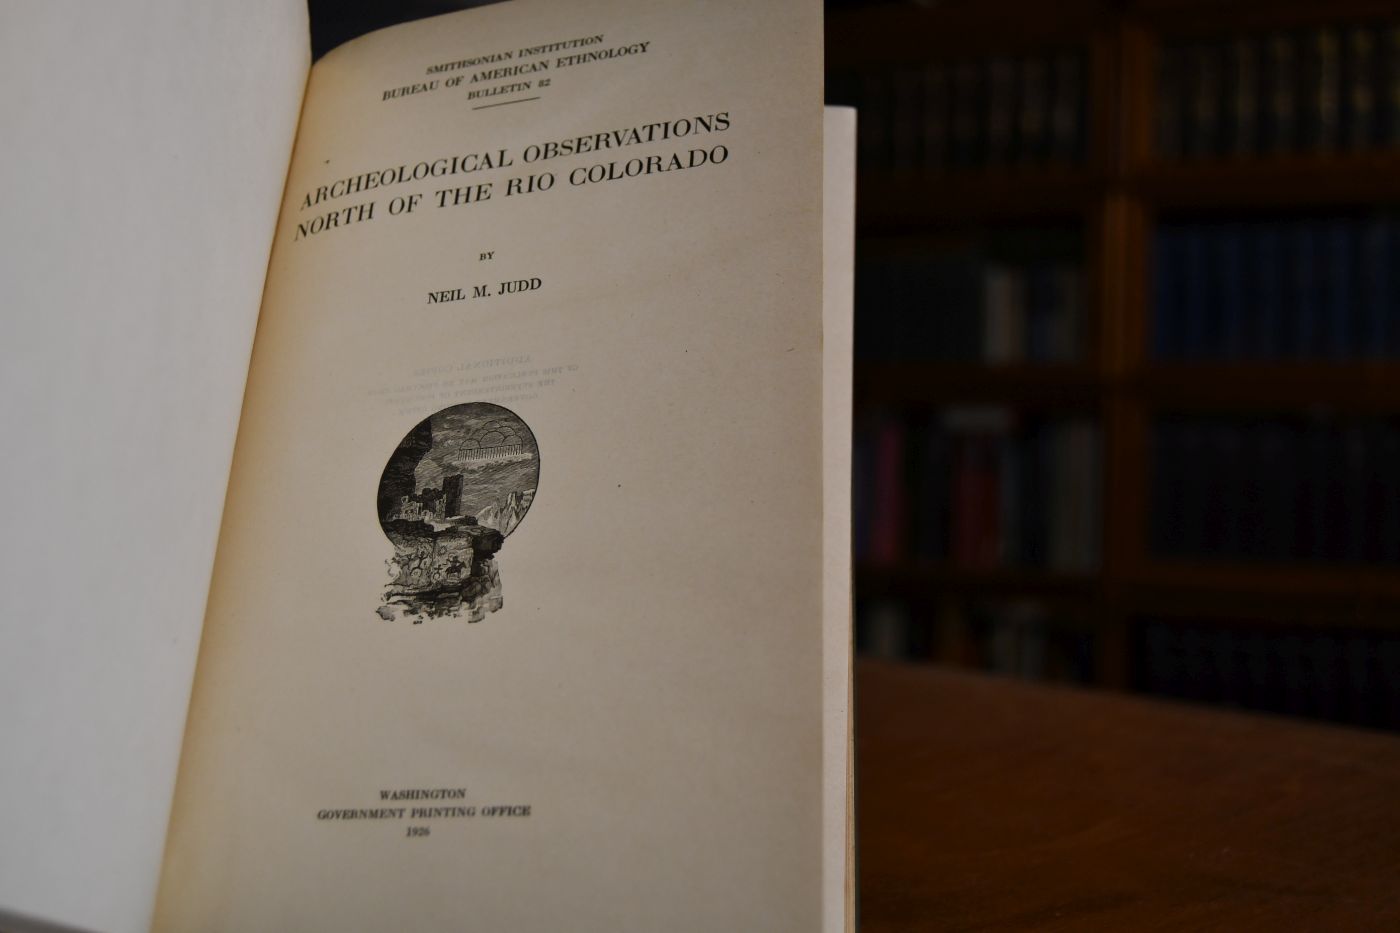 SMITHSONIAN INSTITUTION
BUREAU OF AMERICAN ETHNOLOGY
BULLETIN 82
ARCHEOLOGICAL OBSERVATIONS
NORTH OF THE RIO COLORADO
BY
NEIL M. JUDD
WASHINGTON
GOVERNMENT PRINTING OFFICE
1926